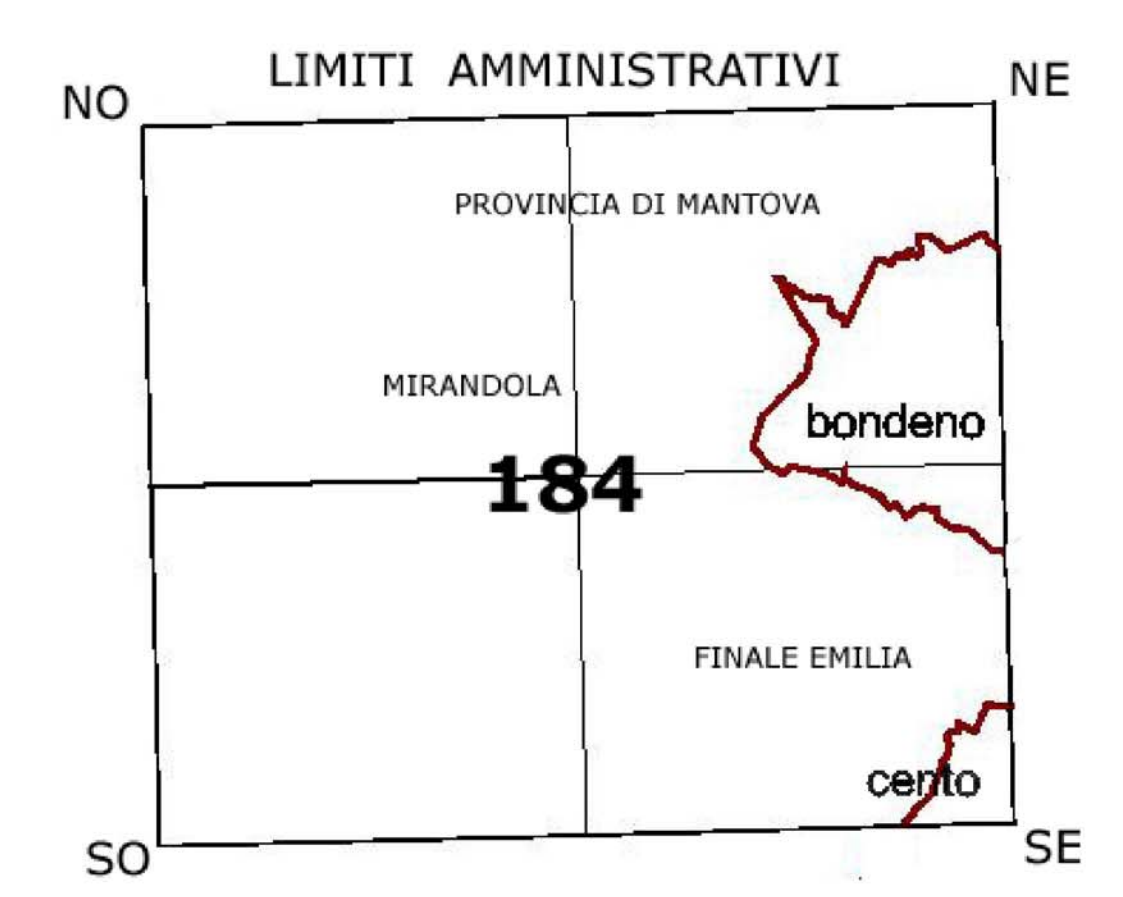 LIMITI AMMINISTRATIVI
NO
NE
PROVINCIA DI MANTOVA
MIRANDOLA
bondeno
184
FINALE EMILIA
cento
SO
SE